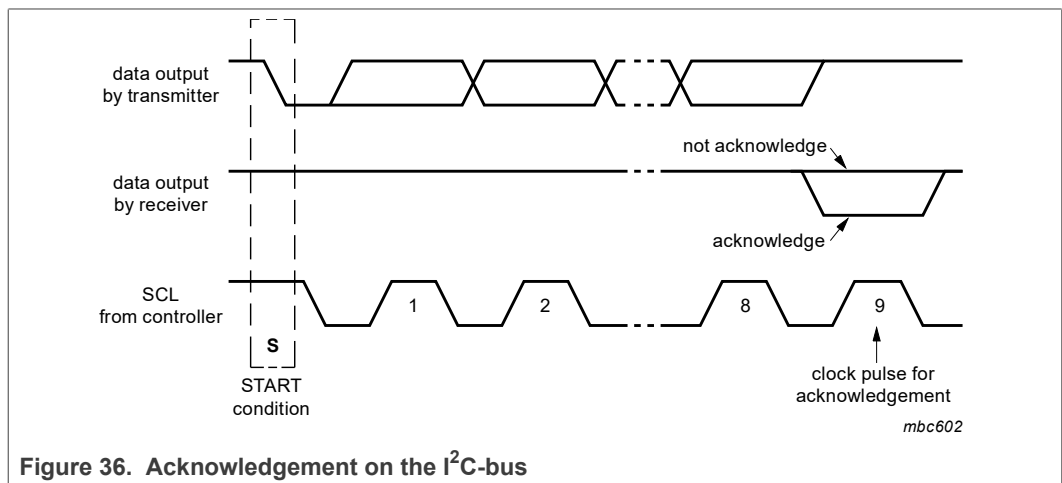 data output
by transmitter
not acknowledge
data output
by receiver
acknowledge
SCL
from controller
1
2
8
9
S
START
condition
clock pulse for
acknowledgement
mbc602
Figure 36. Acknowledgement on the I²C-bus